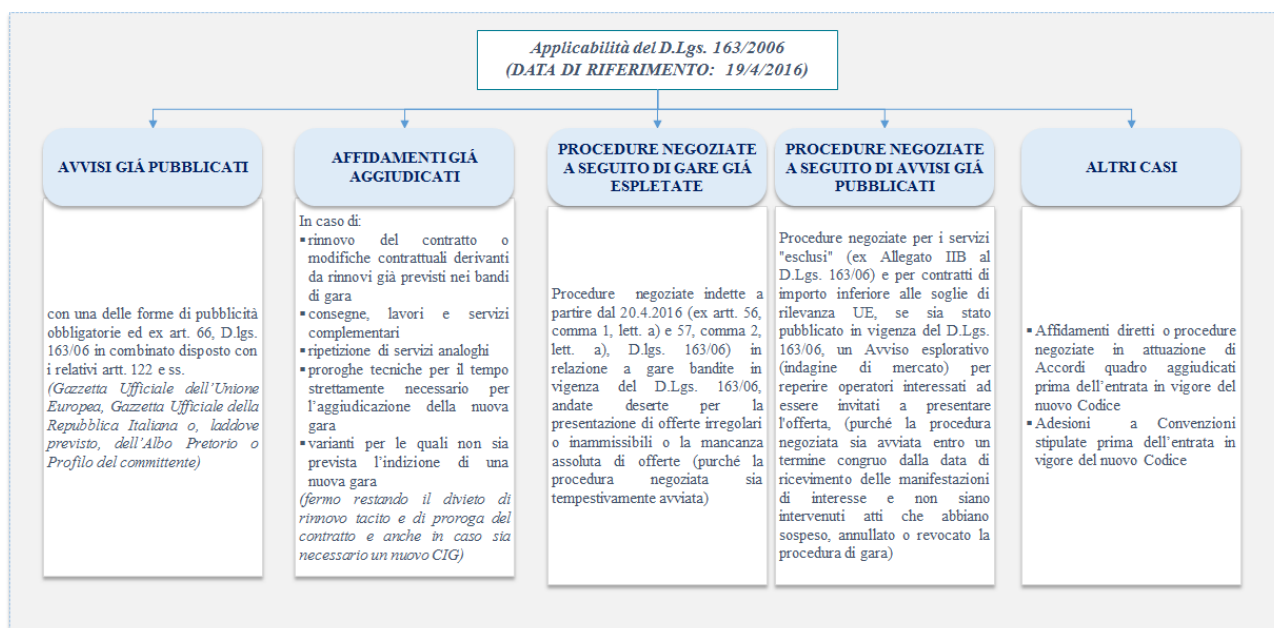 Applicabilità del D.Lgs. 163/2006
(DATA DI RIFERIMENTO: 19/4/2016)
AVVISI GIÁ PUBBLICATI
con una delle forme di pubblicità
obbligatorie ed ex art. 66, D.lgs.
163/06 in combinato disposto con
i relativi artt. 122 e ss.
(Gazzetta Ufficiale dell'Unione
Europea, Gazzetta Ufficiale della
Repubblica Italiana o, laddove
previsto, dell'Albo Pretorio o
Profilo del committente)
AFFIDAMENTI GIÁ
AGGIUDICATI
In caso di:
▪ rinnovo del contratto o
modifiche contrattuali derivanti
da rinnovi già previsti nei bandi
di gara
▪ consegne, lavori e servizi
complementari
▪ ripetizione di servizi analoghi
▪ proroghe tecniche per il tempo
strettamente necessario per
l'aggiudicazione della nuova
gara
▪ varianti per le quali non sia
prevista l'indizione di una
nuova gara
(fermo restando il divieto di
rinnovo tacito e di proroga del
contratto e anche in caso sia
necessario un nuovo CIG)
PROCEDURE NEGOZIATE
A SEGUITO DI GARE GIÁ
ESPLETATE
Procedure negoziate indette a
partire dal 20.4.2016 (ex artt. 56,
comma 1, lett. a) e 57, comma 2,
lett. a), D.lgs. 163/06) in
relazione a gare bandite in
vigenza del D.Lgs. 163/06,
andate deserte per la
presentazione di offerte irregolari
o inammissibili o la mancanza
assoluta di offerte (purché la
procedura negoziata sia
tempestivamente avviata)
PROCEDURE NEGOZIATE
A SEGUITO DI AVVISI GIÁ
PUBBLICATI
Procedure negoziate per i servizi
"esclusi" (ex Allegato IIB al
D.Lgs. 163/06) e per contratti di
importo inferiore alle soglie di
rilevanza UE, se sia stato
pubblicato in vigenza del D.Lgs.
163/06, un Avviso esplorativo
(indagine di mercato) per
reperire operatori interessati ad
essere invitati a presentare
l'offerta, (purché la procedura
negoziata sia avviata entro un
termine congruo dalla data di
ricevimento delle manifestazioni
di interesse e non siano
intervenuti atti che abbiano
sospeso, annullato o revocato la
procedura di gara)
ALTRI CASI
▪ Affidamenti diretti o procedure
negoziate in attuazione di
Accordi quadro aggiudicati
prima dell'entrata in vigore del
nuovo Codice
▪ Adesioni a Convenzioni
stipulate prima dell'entrata in
vigore del nuovo Codice